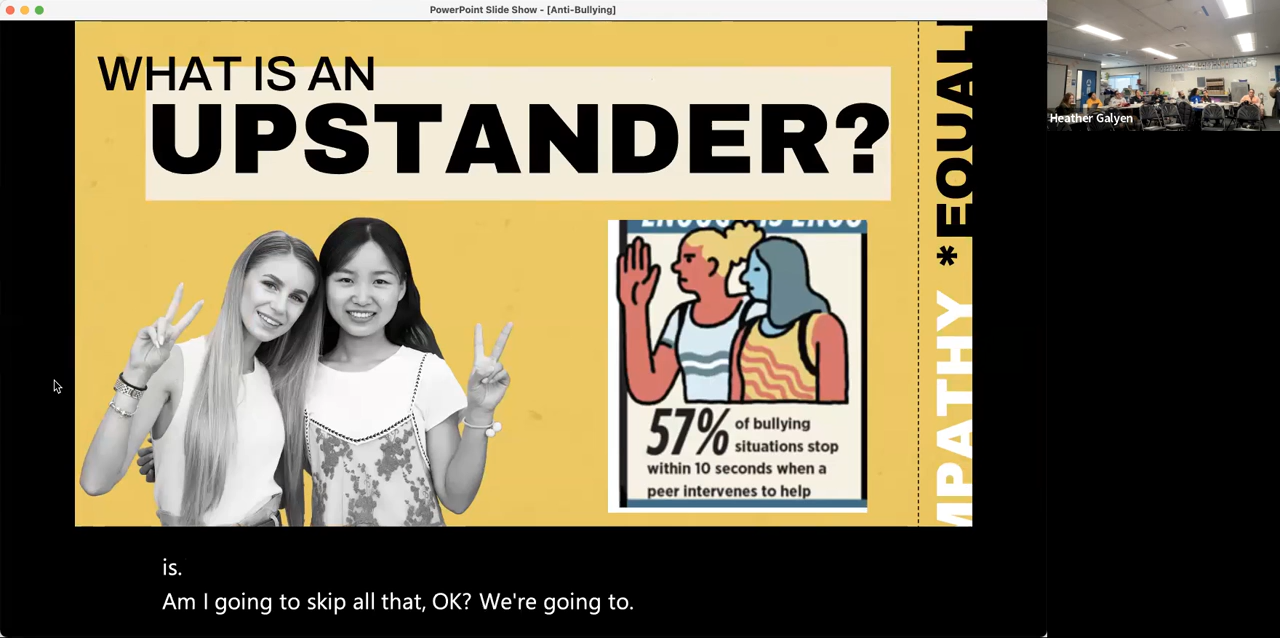 PowerPoint Slide Show - [Anti-Bullying]
WHAT IS AN
UPSTANDER?
57% of bullying
situations stop
within 10 seconds when a
peer intervenes to help
MPATHY * EQUAL
Heather Galyen
is.
Am I going to skip all that, OK? We're going to.